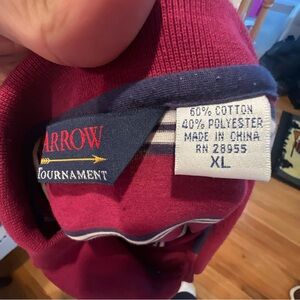 ARROW
TOURNAMENT
60% COTTON
40% POLYESTER
MADE IN CHINA
RN 28955
XL